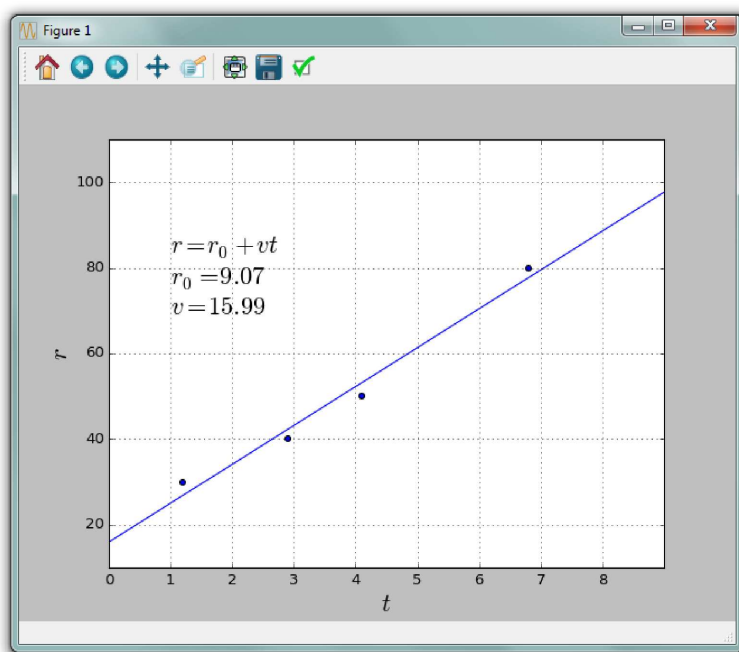 Figure 1
100
80
60
40
20
r = r₀ + vt
r₀ = 9.07
v = 15.99
r
0 1 2 3 4 5 6 7 8
t